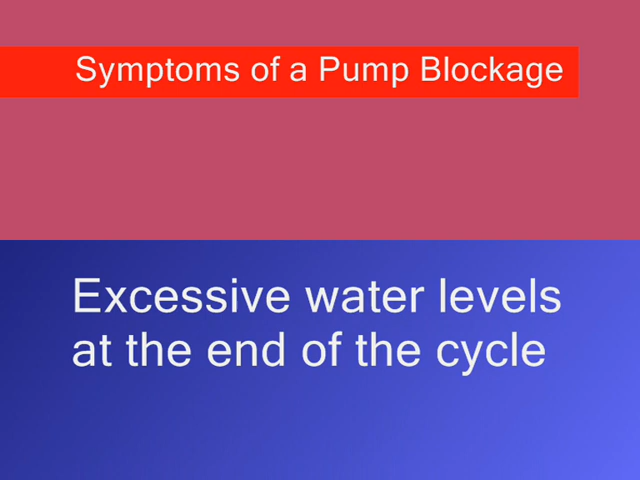 Symptoms of a Pump Blockage
Excessive water levels
at the end of the cycle